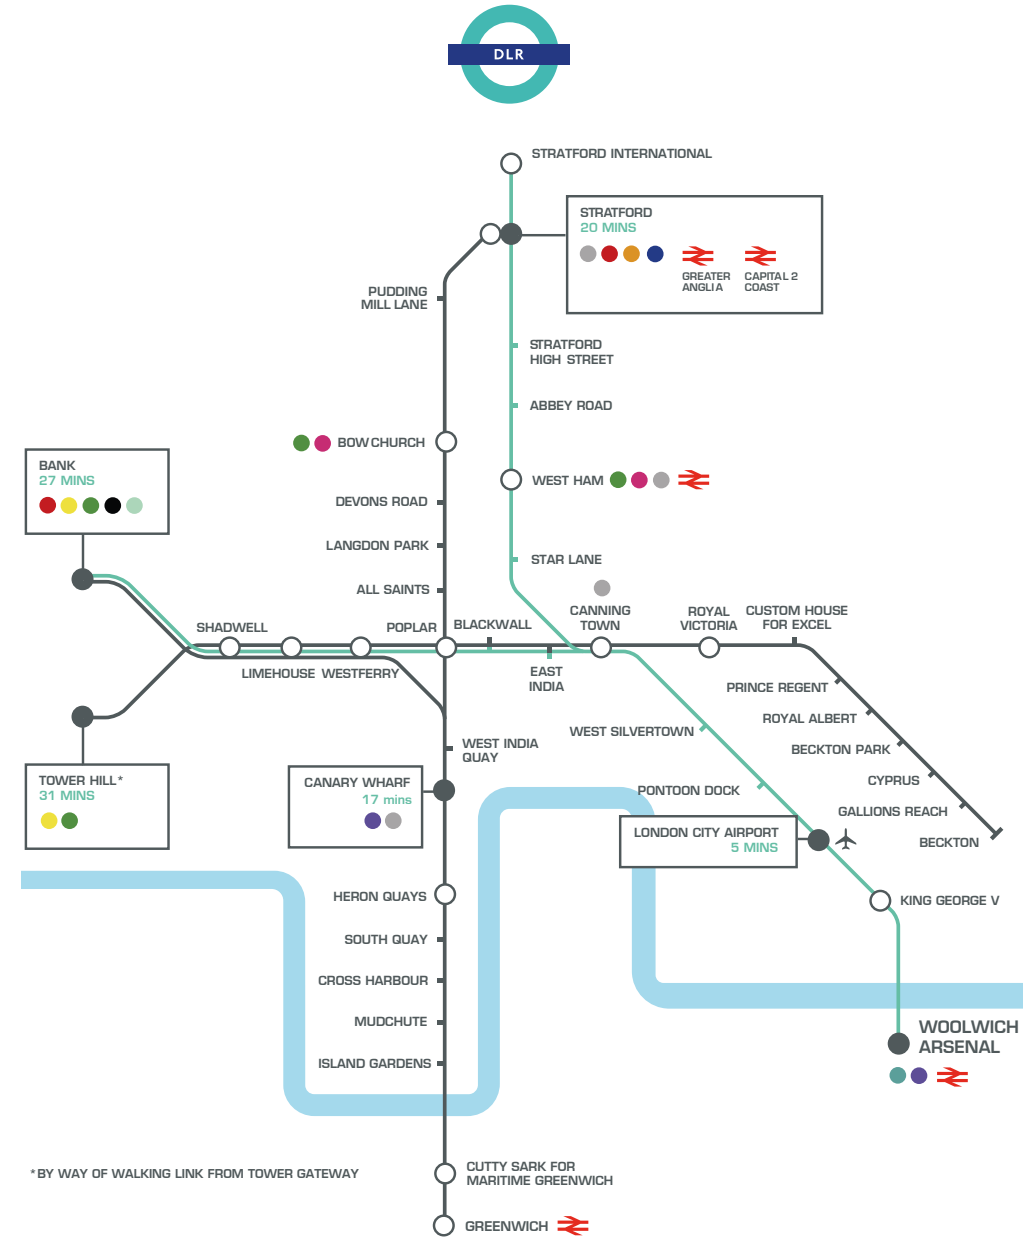 DLR
STRATFORD INTERNATIONAL
STRATFORD
20 MINS
GREATER
ANGLIA
CAPITAL 2
COAST
PUDDING
MILL LANE
STRATFORD
HIGH STREET
ABBEY ROAD
BOW CHURCH
WEST HAM
BANK
27 MINS
DEVONS ROAD
LANGDON PARK
STAR LANE
ALL SAINTS
SHADWELL
POPLAR
BLACKWALL
CANNING
TOWN
ROYAL
VICTORIA
CUSTOM HOUSE
FOR EXCEL
LIMEHOUSE
WESTFERRY
EAST
INDIA
PRINCE REGENT
ROYAL ALBERT
WEST SILVERTOWN
BECKTON PARK
WEST INDIA
QUAY
TOWER HILL*
31 MINS
CANARY WHARF
17 mins
PONTOON DOCK
CYPRUS
GALLIONS REACH
LONDON CITY AIRPORT
5 MINS
BECKTON
HERON QUAYS
KING GEORGE V
SOUTH QUAY
CROSS HARBOUR
MUDCHUTE
WOOLWICH
ARSENAL
ISLAND GARDENS
*BY WAY OF WALKING LINK FROM TOWER GATEWAY
CUTTY SARK FOR
MARITIME GREENWICH
GREENWICH